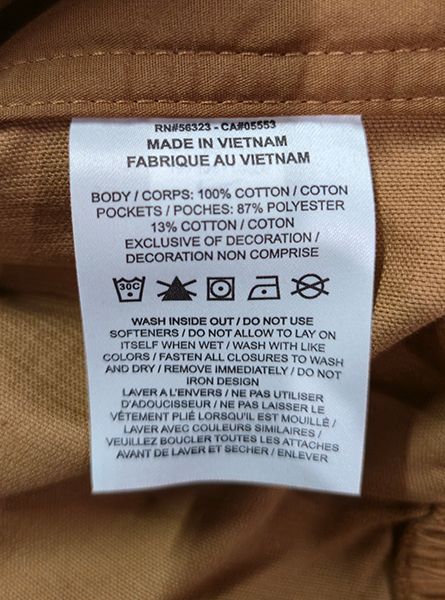 RN#56323 - CA#05553
MADE IN VIETNAM
FABRIQUE AU VIETNAM
BODY / CORPS: 100% COTTON / COTON
POCKETS / POCHES: 87% POLYESTER
13% COTTON / COTON
EXCLUSIVE OF DECORATION /
DECORATION NON COMPRISE
30C
WASH INSIDE OUT / DO NOT USE
SOFTENERS / DO NOT ALLOW TO LAY ON
ITSELF WHEN WET / WASH WITH LIKE
COLORS / FASTEN ALL CLOSURES TO WASH
AND DRY / REMOVE IMMEDIATELY / DO NOT
IRON DESIGN
LAVER A L'ENVERS / NE PAS UTILISER
D'ADOUCISSEUR / NE PAS LAISSER LE
VÊTEMENT PLIÉ LORSQU'IL EST MOUILLÉ /
LAVER AVEC COULEURS SIMILAIRES /
VEUILLEZ BOUCLER TOUTES LES ATTACHES
AVANT DE LAVER ET SECHER / ENLEVER